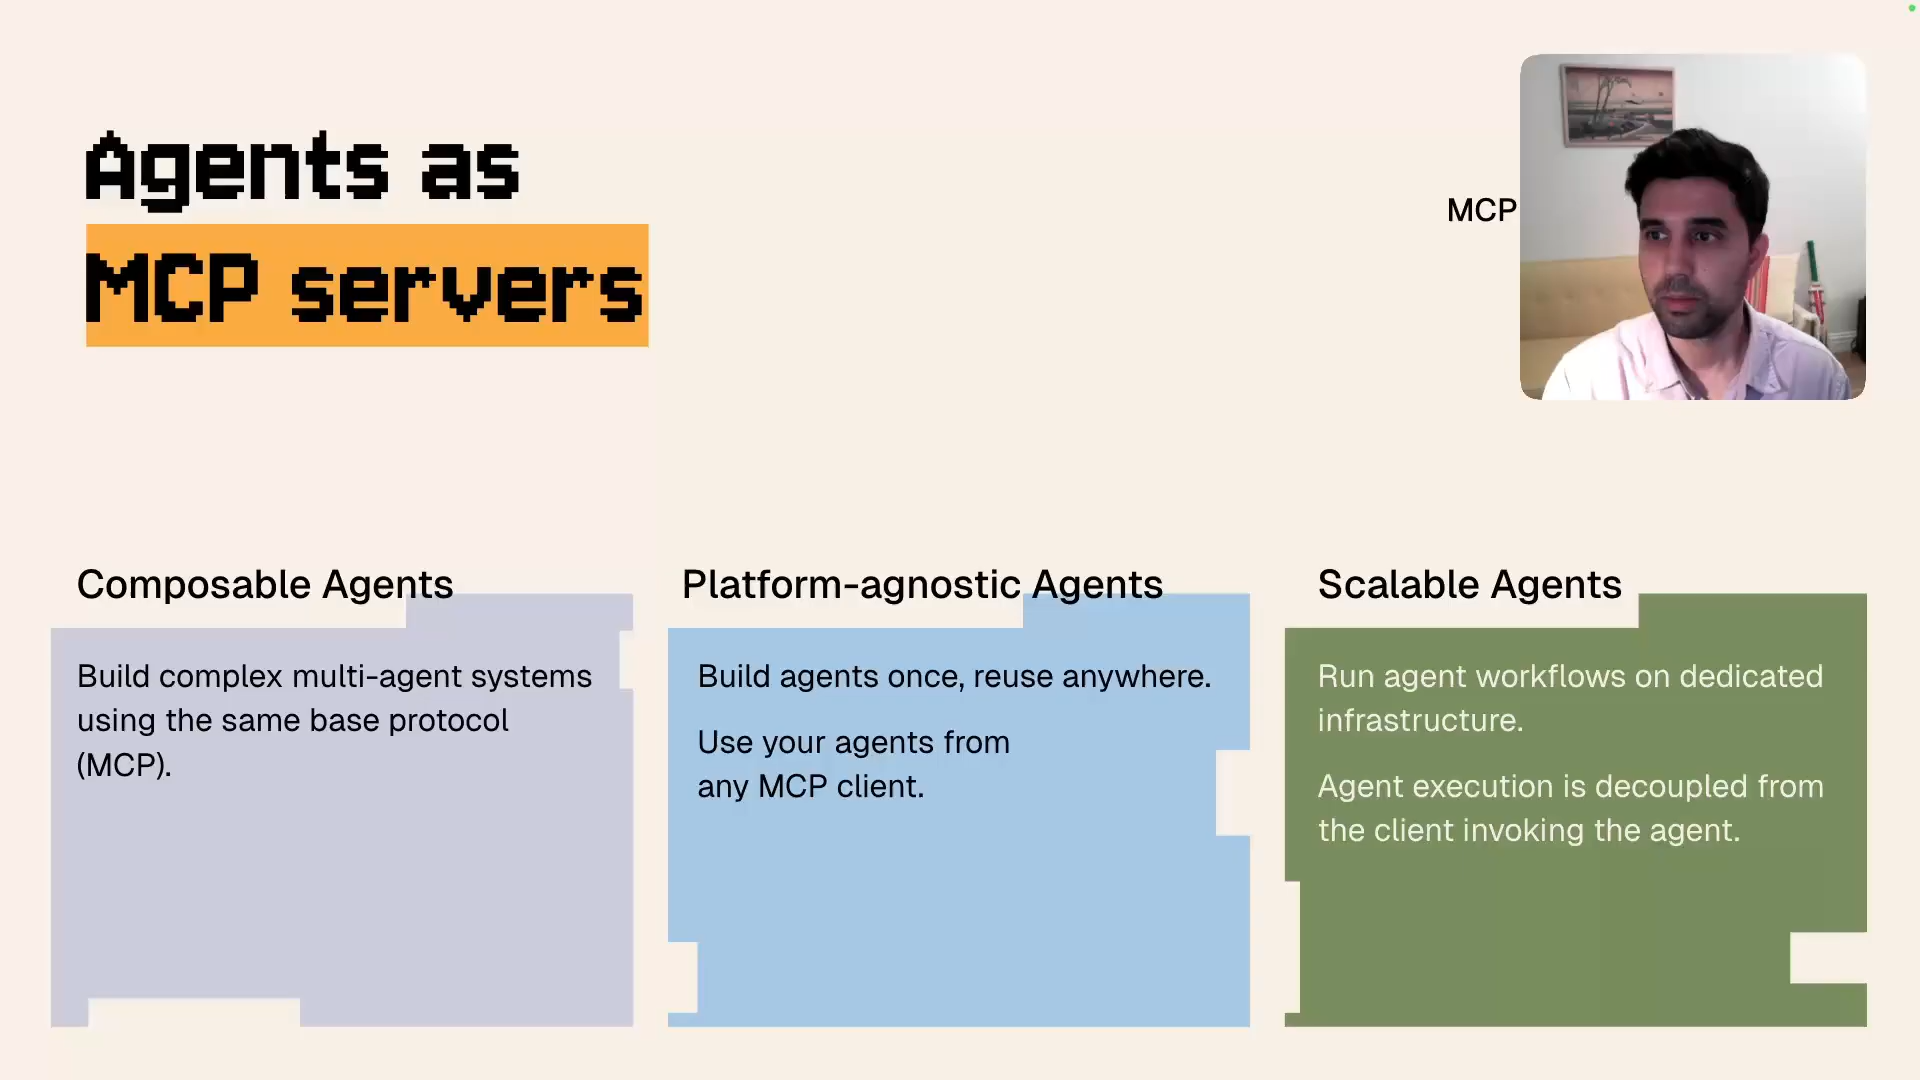 Agents as
MCP servers
MCP
Composable Agents
Build complex multi-agent systems
using the same base protocol
(MCP).
Platform-agnostic Agents
Build agents once, reuse anywhere.
Use your agents from
any MCP client.
Scalable Agents
Run agent workflows on dedicated
infrastructure.
Agent execution is decoupled from
the client invoking the agent.